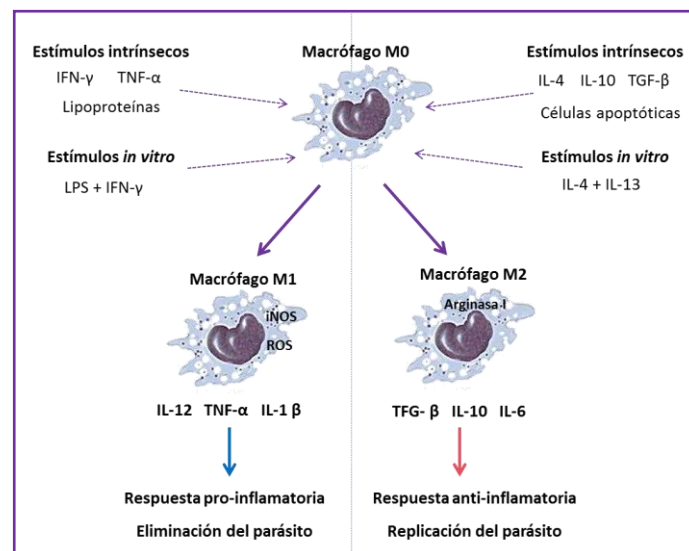 Macrófago M0
Estímulos intrínsecos
IFN-γ TNF-α
Lipoproteínas
Estímulos in vitro
LPS + IFN-γ
Estímulos intrínsecos
IL-4 IL-10 TGF-β
Células apoptóticas
Estímulos in vitro
IL-4 + IL-13
Macrófago M1
iNOS
ROS
IL-12 TNF-α IL-1 β
Respuesta pro-inflamatoria
Eliminación del parásito
Macrófago M2
Arginasa I
TFG- β IL-10 IL-6
Respuesta anti-inflamatoria
Replicación del parásito